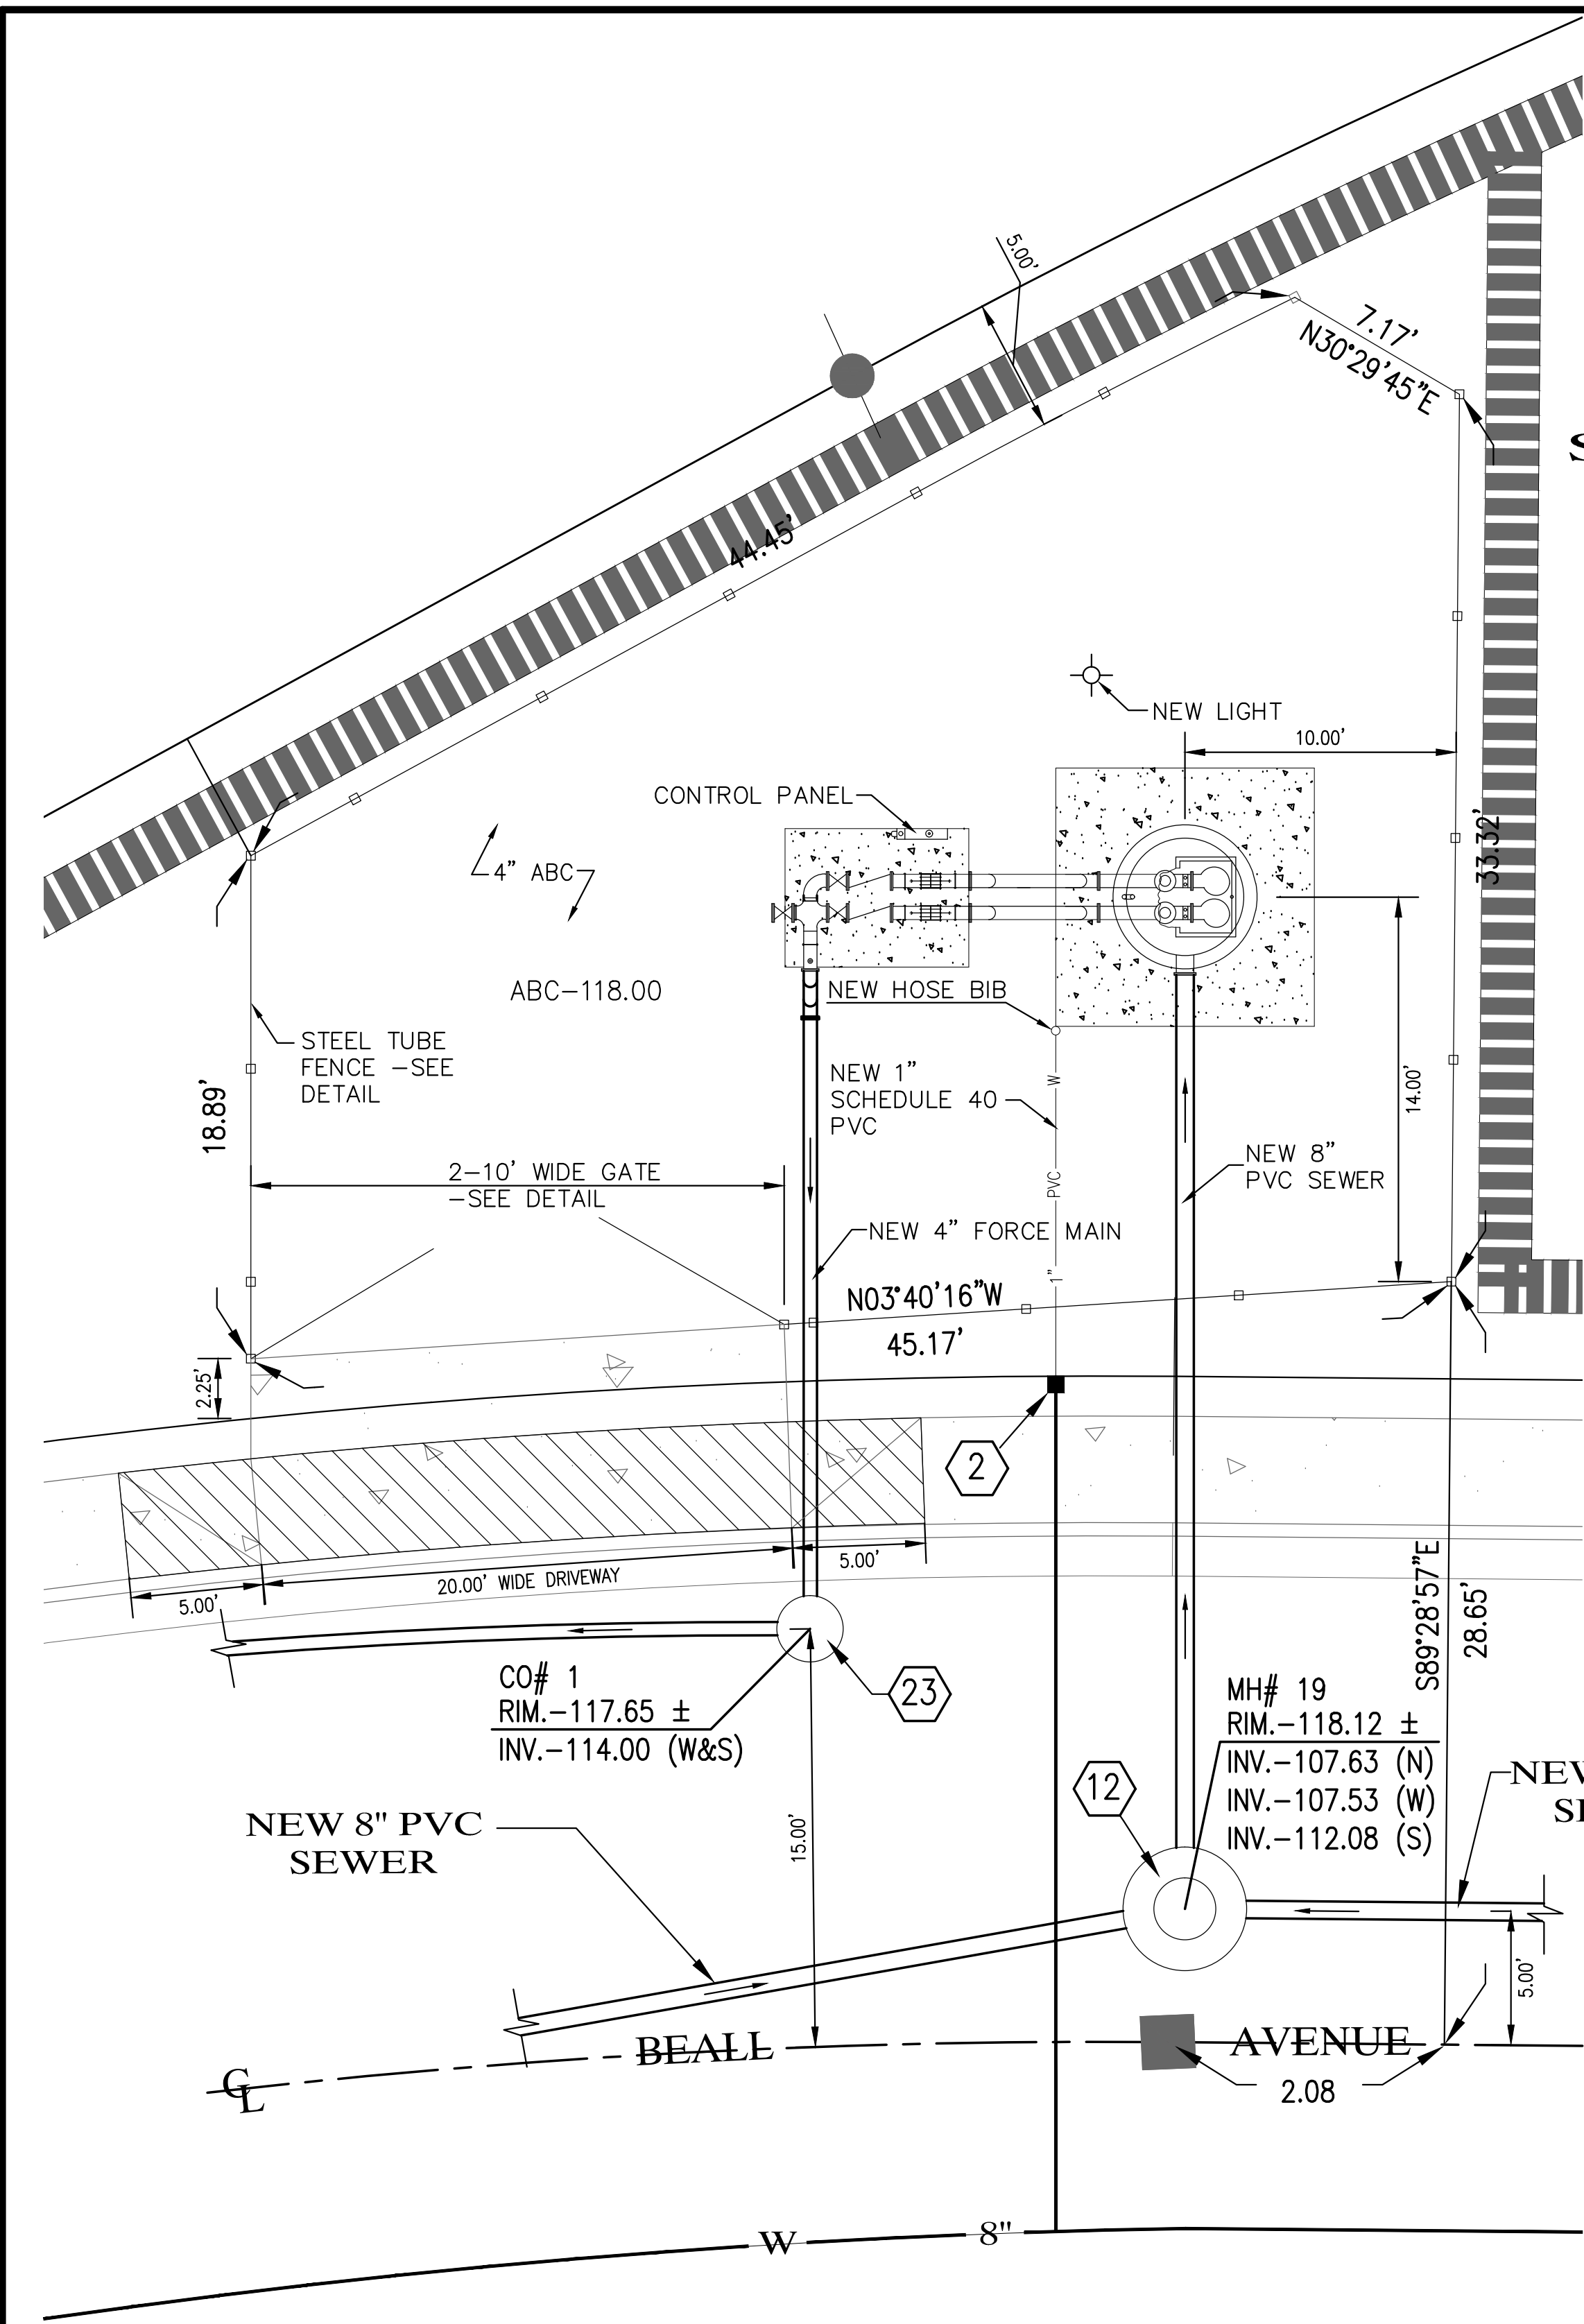 5.00'
7.17'
N30°29'45"E
S
44.45'
NEW LIGHT
10.00'
CONTROL PANEL
33.32'
4" ABC
ABC-118.00
NEW HOSE BIB
STEEL TUBE
FENCE -SEE
DETAIL
18.89'
NEW 1"
SCHEDULE 40
PVC
1" PVC W
14.00'
NEW 8"
PVC SEWER
2-10' WIDE GATE
-SEE DETAIL
NEW 4" FORCE MAIN
N03°40'16"W
45.17'
2.25'
2
5.00'
20.00' WIDE DRIVEWAY
5.00'
S89°28'57"E
28.65'
CO# 1
RIM.-117.65 ±
INV.-114.00 (W&S)
23
MH# 19
RIM.-118.12 ±
INV.-107.63 (N)
INV.-107.53 (W)
INV.-112.08 (S)
12
15.00'
NEW 8" PVC
SEWER
5.00'
BEALL AVENUE
CL
2.08
W 8"